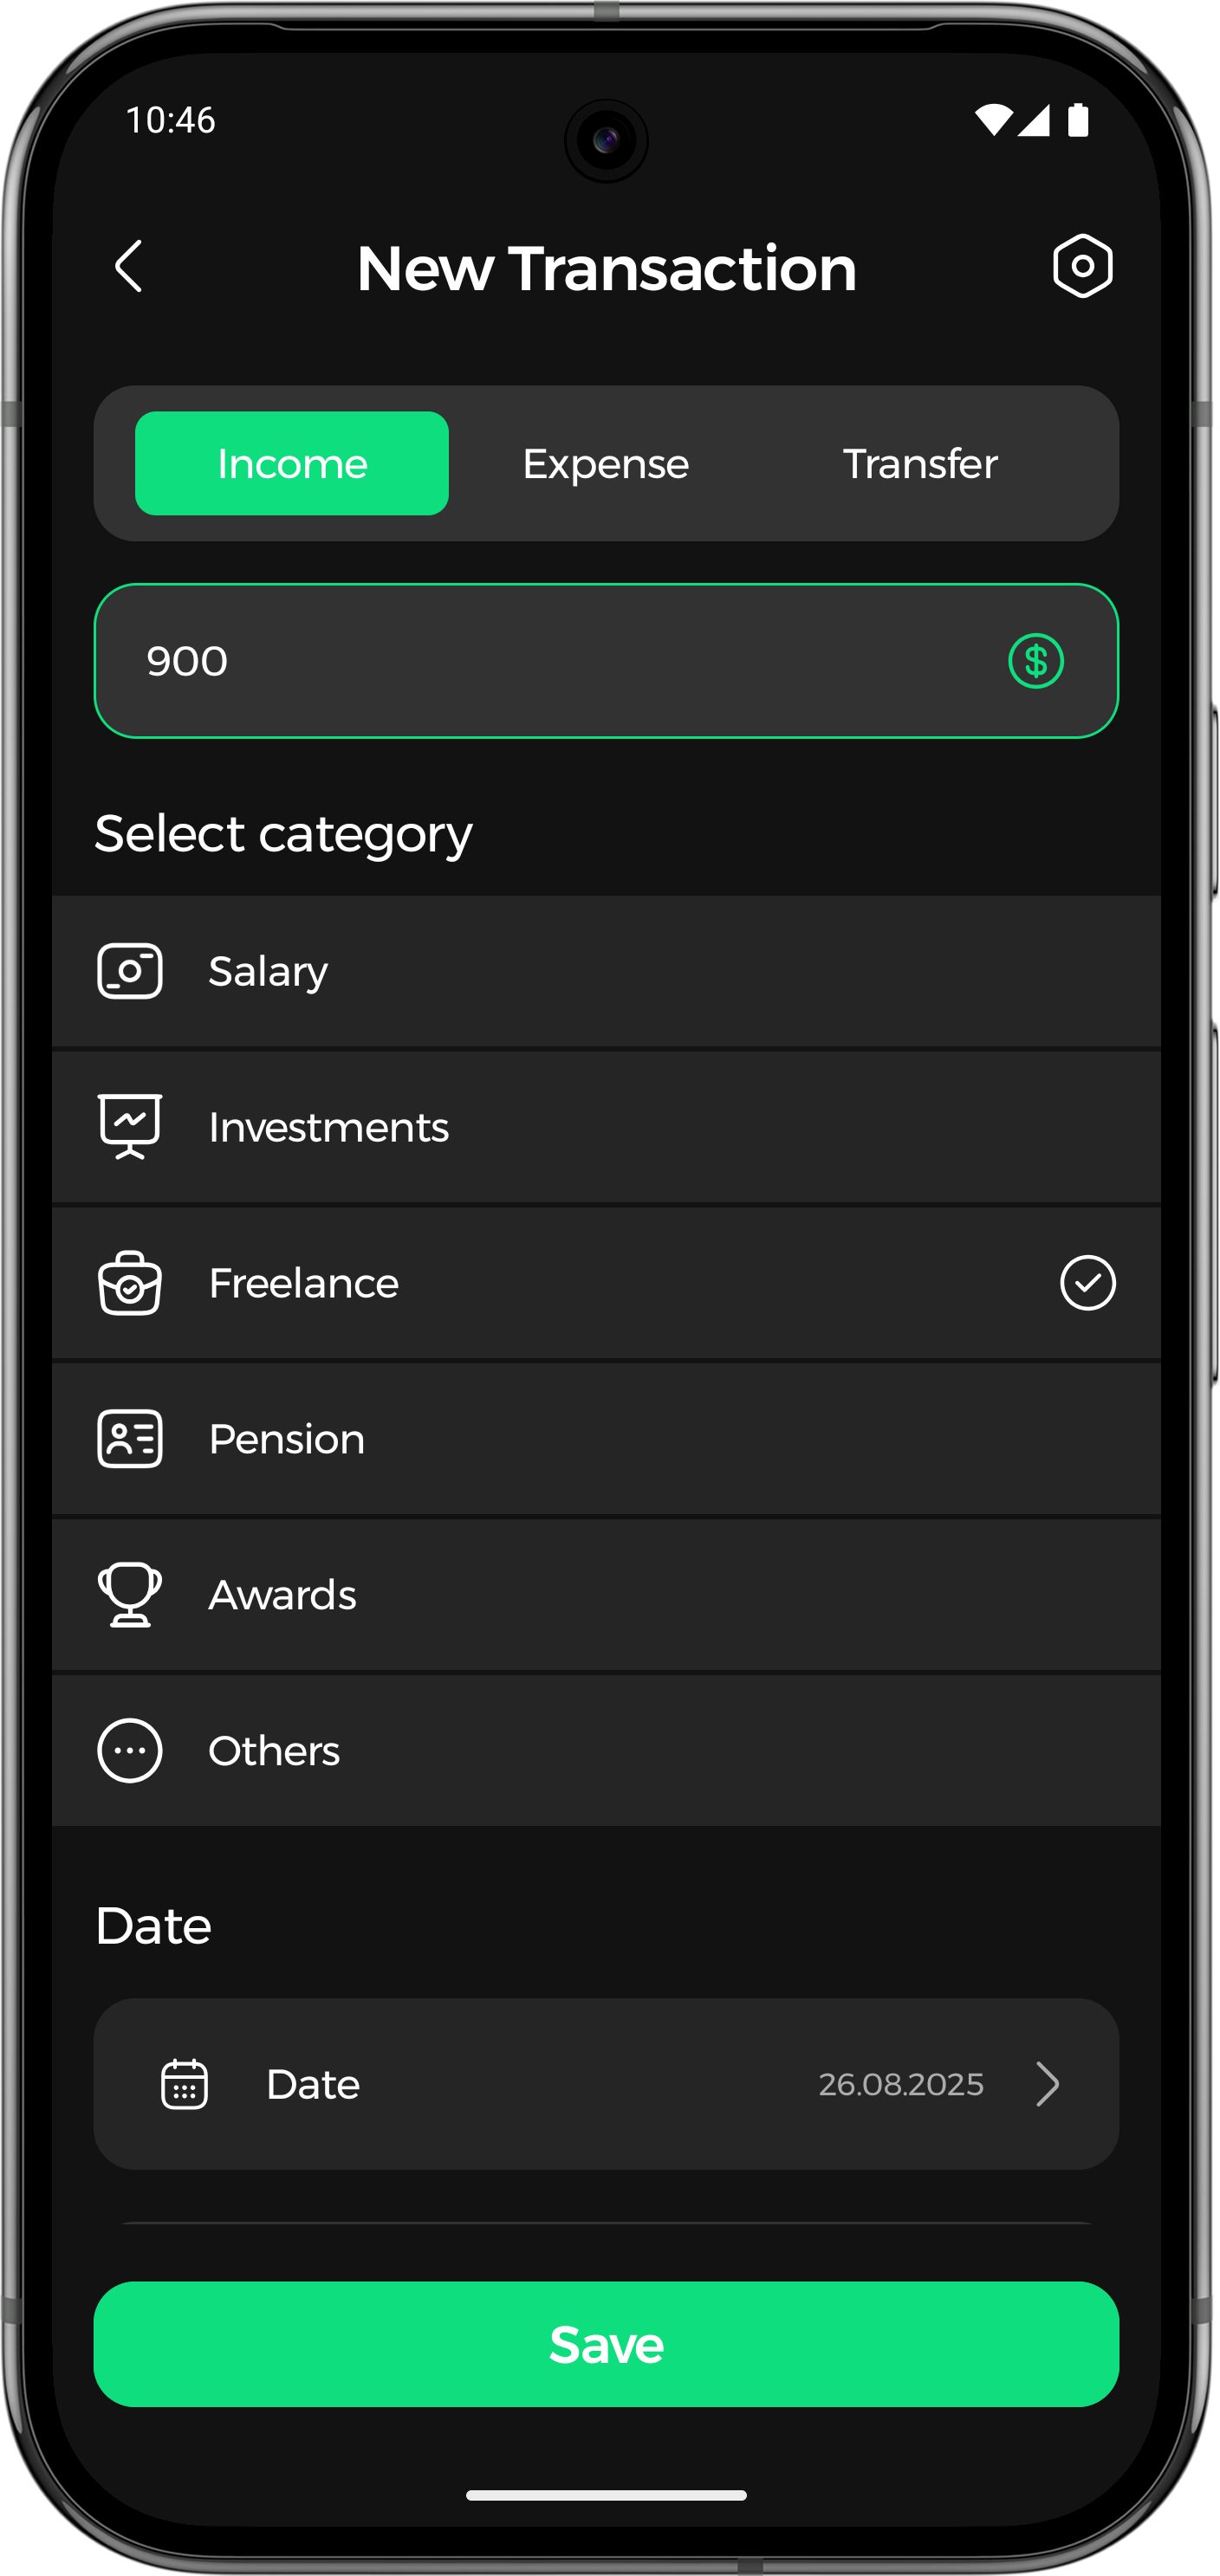 10:46
New Transaction
Income Expense Transfer
900
Select category
Salary
Investments
Freelance
Pension
Awards
Others
Date
Date 26.08.2025
Save